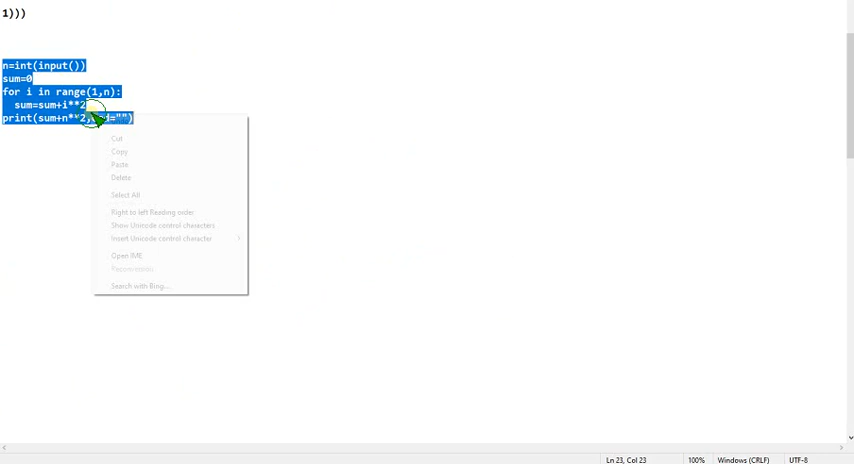 1)))
n=int(input())
sum=0
for i in range(1,n):
sum=sum+i**2
print(sum+n**2,end="")
Cut
Copy
Paste
Delete
Select All
Right to left Reading order
Show Unicode control characters
Insert Unicode control character
Open IME
Reconversion
Search with Bing...
Ln 23, Col 23
100%
Windows (CRLF)
UTF-8